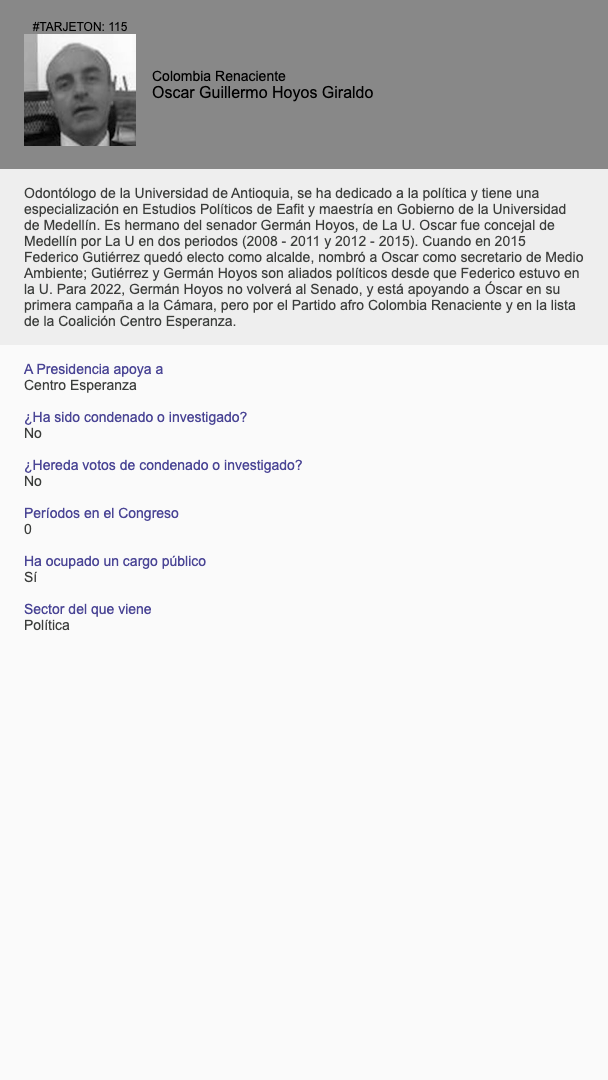 #TARJETON: 115
Colombia Renaciente
Oscar Guillermo Hoyos Giraldo
Odontólogo de la Universidad de Antioquia, se ha dedicado a la política y tiene una
especialización en Estudios Políticos de Eafit y maestría en Gobierno de la Universidad
de Medellín. Es hermano del senador Germán Hoyos, de La U. Oscar fue concejal de
Medellín por La U en dos periodos (2008 - 2011 y 2012 - 2015). Cuando en 2015
Federico Gutiérrez quedó electo como alcalde, nombró a Oscar como secretario de Medio
Ambiente; Gutiérrez y Germán Hoyos son aliados políticos desde que Federico estuvo en
la U. Para 2022, Germán Hoyos no volverá al Senado, y está apoyando a Óscar en su
primera campaña a la Cámara, pero por el Partido afro Colombia Renaciente y en la lista
de la Coalición Centro Esperanza.
A Presidencia apoya a
Centro Esperanza
¿Ha sido condenado o investigado?
No
¿Hereda votos de condenado o investigado?
No
Períodos en el Congreso
0
Ha ocupado un cargo público
Sí
Sector del que viene
Política